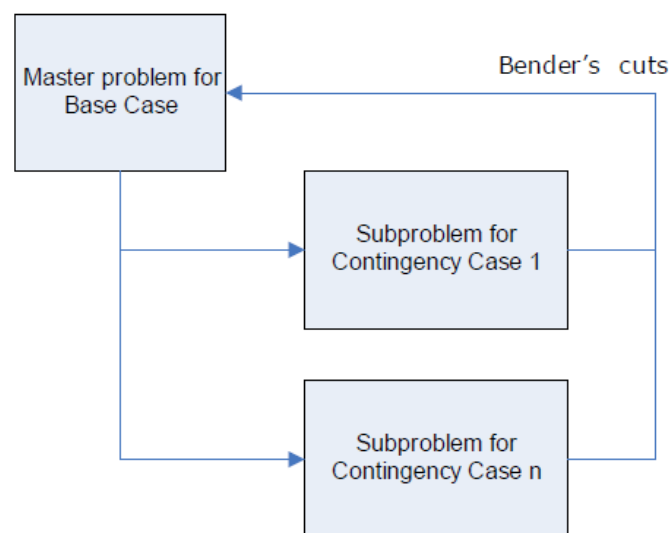 Bender's cuts
Master problem for
Base Case
Subproblem for
Contingency Case 1
Subproblem for
Contingency Case n